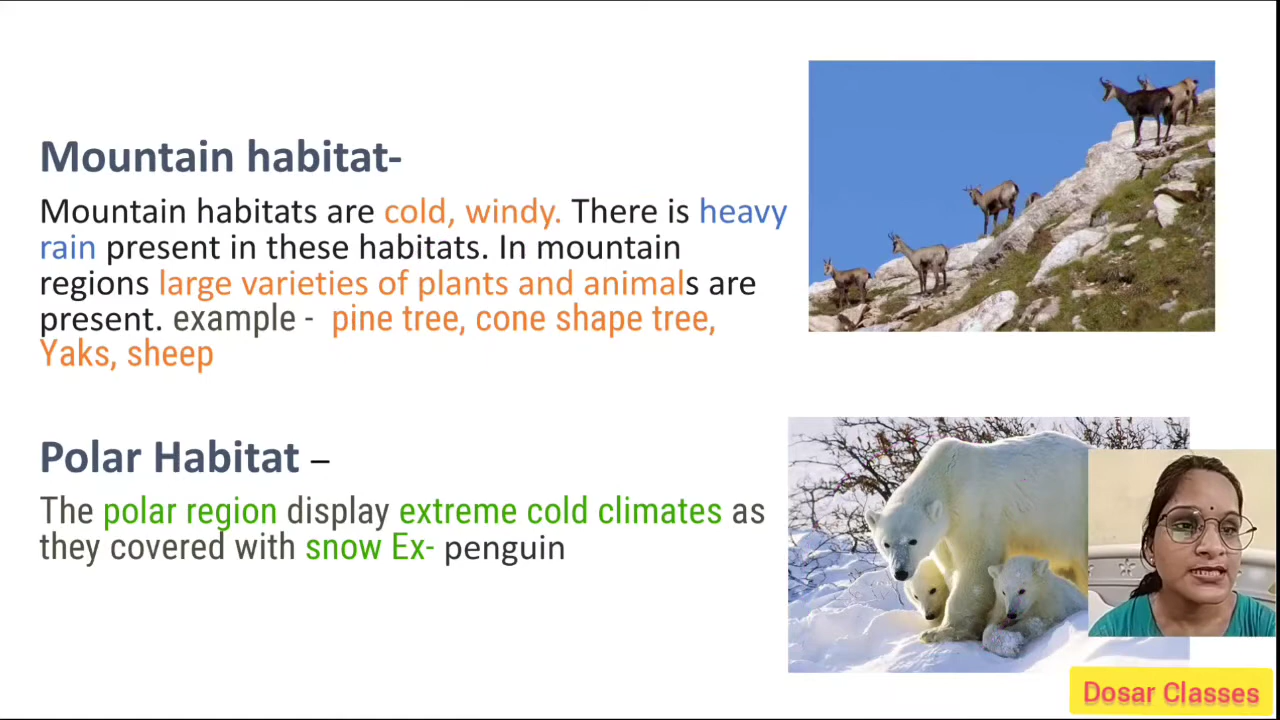 Mountain habitat-
Mountain habitats are cold, windy. There is heavy
rain present in these habitats. In mountain
regions large varieties of plants and animals are
present. example - pine tree, cone shape tree,
Yaks, sheep
Polar Habitat –
The polar region display extreme cold climates as
they covered with snow Ex- penguin
Dosar Classes